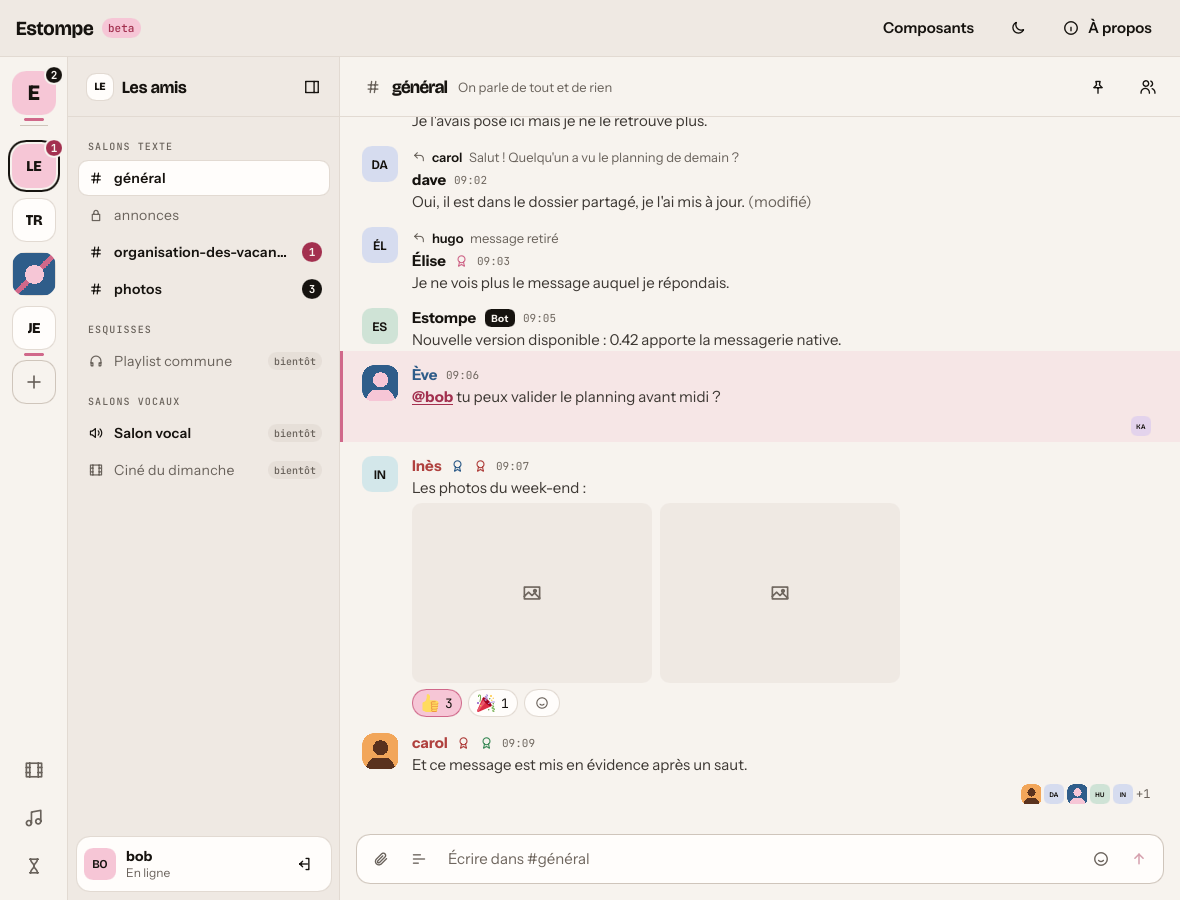 Estompe beta
Composants
À propos
E
2
LE
1
TR
JE
LE Les amis
SALONS TEXTE
# général
annonces
# organisation-des-vacan... 1
# photos 3
ESQUISSES
Playlist commune bientôt
SALONS VOCAUX
Salon vocal bientôt
Ciné du dimanche bientôt
BO
bob
En ligne
# général On parle de tout et de rien
Je l'avais posé ici mais je ne le retrouve plus.
DA
carol Salut ! Quelqu'un a vu le planning de demain ?
dave 09:02
Oui, il est dans le dossier partagé, je l'ai mis à jour. (modifié)
ÉL
hugo message retiré
Élise 09:03
Je ne vois plus le message auquel je répondais.
ES
Estompe Bot 09:05
Nouvelle version disponible : 0.42 apporte la messagerie native.
Ève 09:06
@bob tu peux valider le planning avant midi ?
KA
IN
Inès 09:07
Les photos du week-end :
👍 3 🎉 1
carol 09:09
Et ce message est mis en évidence après un saut.
DA HU IN +1
Écrire dans #général